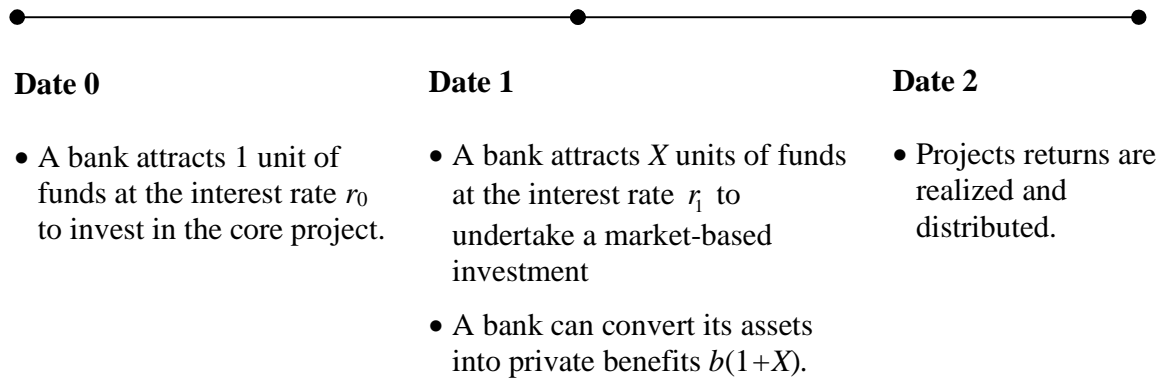 Date 0
• A bank attracts 1 unit of
funds at the interest rate r₀
to invest in the core project.
Date 1
• A bank attracts X units of funds
at the interest rate r₁ to
undertake a market-based
investment
• A bank can convert its assets
into private benefits b(1+X).
Date 2
• Projects returns are
realized and
distributed.